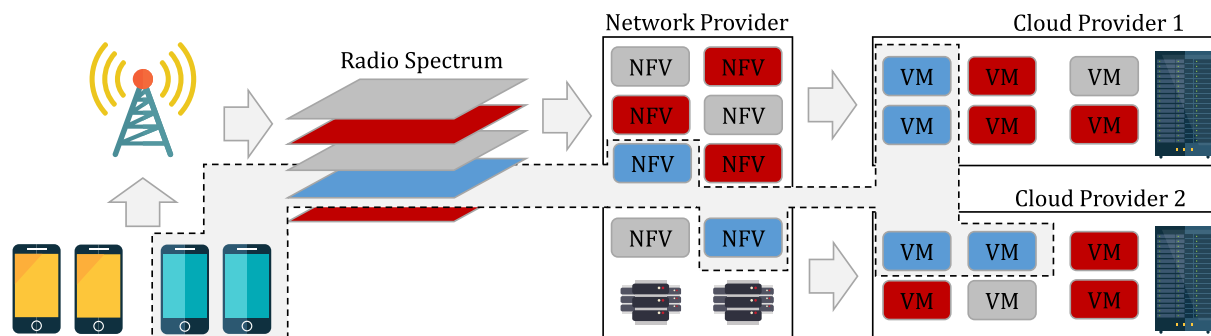 Network Provider
Cloud Provider 1
Radio Spectrum
NFV NFV
VM VM VM
NFV NFV
VM VM VM
NFV NFV
Cloud Provider 2
NFV NFV
VM VM VM
VM VM VM